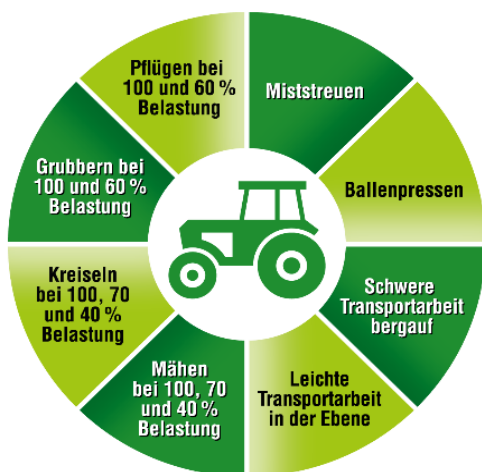 Pflügen bei
100 und 60 %
Belastung
Miststreuen
Ballenpressen
Schwere
Transportarbeit
bergauf
Leichte
Transportarbeit
in der Ebene
Mähen
bei 100, 70
und 40 %
Belastung
Kreiseln
bei 100, 70
und 40 %
Belastung
Grubbern bei
100 und 60 %
Belastung